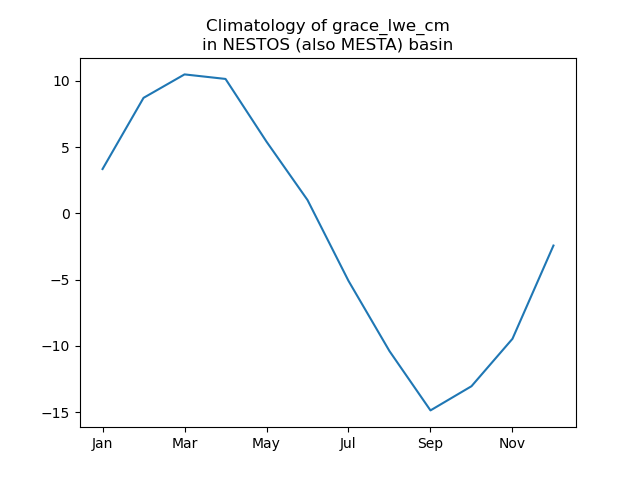 Climatology of grace_lwe_cm
in NESTOS (also MESTA) basin
10
5
0
−5
−10
−15
Jan
Mar
May
Jul
Sep
Nov